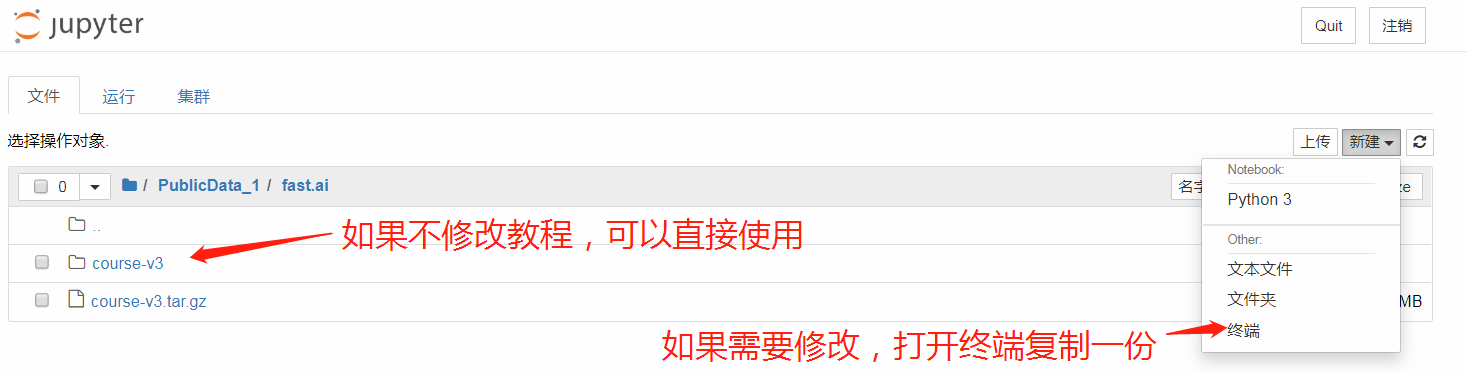 jupyter
Quit 注销
文件 运行 集群
选择操作对象.
上传 新建
0 / PublicData_1 / fast.ai 名字 ze
Notebook:
Python 3
..
Other:
如果不修改教程，可以直接使用
course-v3
文本文件
course-v3.tar.gz
文件夹
MB
终端
如果需要修改，打开终端复制一份